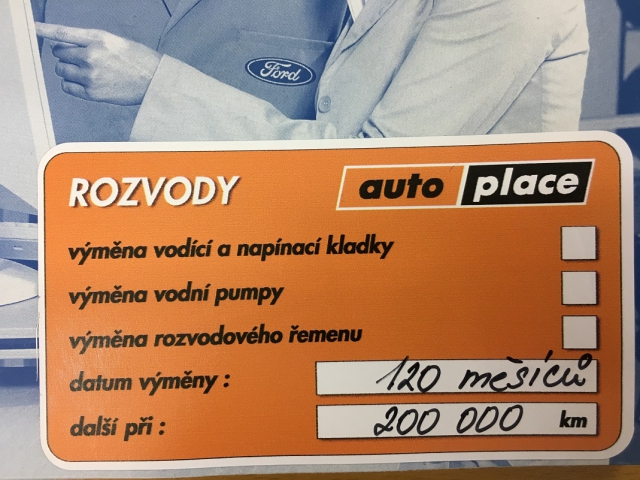 Ford
ROZVODY
auto place
výměna vodící a napínací kladky
výměna vodní pumpy
výměna rozvodového řemenu
datum výměny : 120 měsíců
další při : 200 000 km